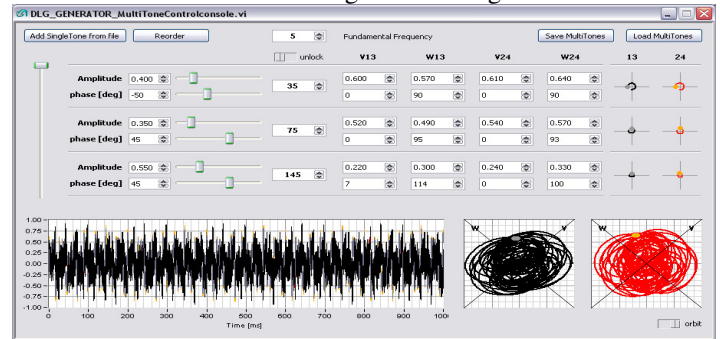 DLG_GENERATOR_MultiToneControlconsole.vi
Add SingleTone from file Reorder 5 Fundamental Frequency Save MultiTones Load MultiTones
unlock V13 W13 V24 W24 13 24
Amplitude 0.400 35 0.600 0.570 0.610 0.640
phase [deg] -50 0 90 0 90
Amplitude 0.350 75 0.520 0.490 0.540 0.570
phase [deg] 45 0 95 0 93
Amplitude 0.550 145 0.220 0.300 0.240 0.330
phase [deg] 45 7 114 0 100
1.00
0.75
0.50
0.25
0.00
-0.25
-0.50
-0.75
-1.00
0 100 200 300 400 500 600 700 800 900 100
Time [ms]
W V
W V
orbit